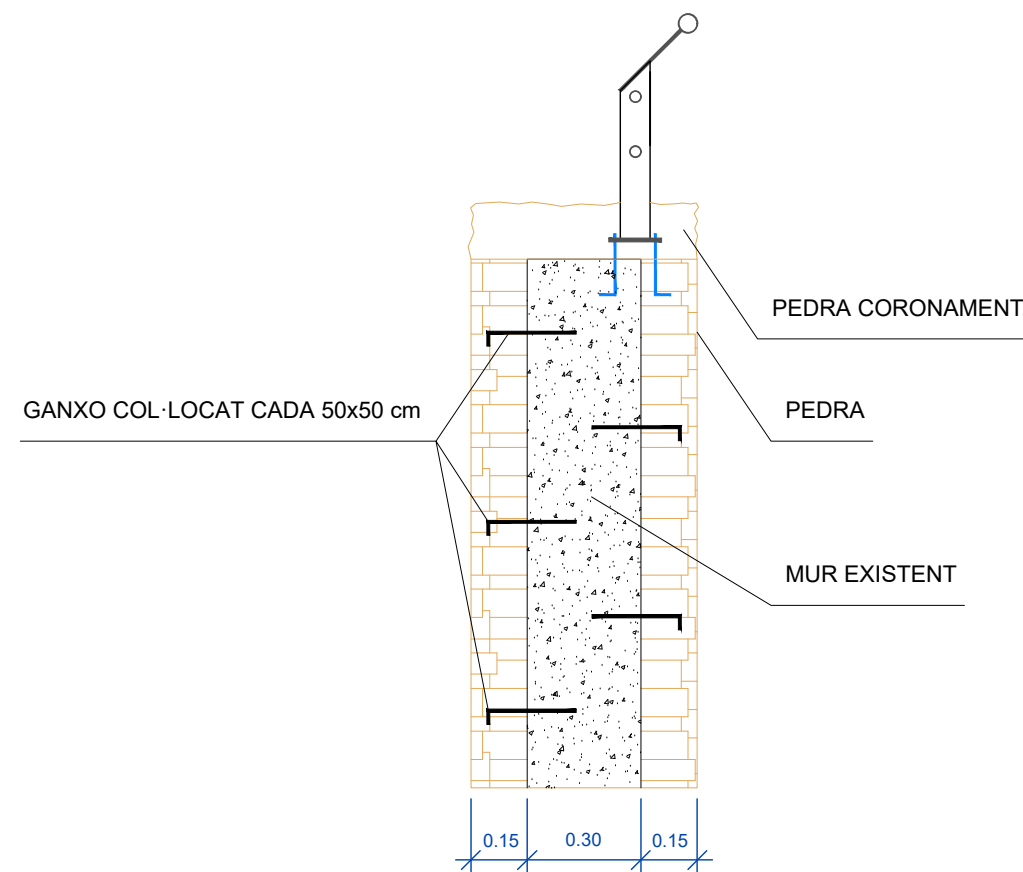 PEDRA CORONAMENT
GANXO COL·LOCAT CADA 50x50 cm
PEDRA
MUR EXISTENT
0.15
0.30
0.15